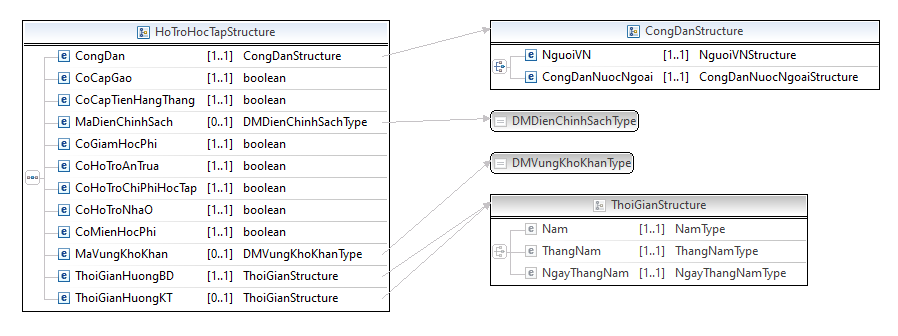 HoTroHocTapStructure
CongDan [1..1] CongDanStructure
CoCapGao [1..1] boolean
CoCapTienHangThang [1..1] boolean
MaDienChinhSach [0..1] DMDienChinhSachType
CoGiamHocPhi [1..1] boolean
CoHoTroAnTrua [1..1] boolean
CoHoTroChiPhiHocTap [1..1] boolean
CoHoTroNhaO [1..1] boolean
CoMienHocPhi [1..1] boolean
MaVungKhoKhan [0..1] DMVungKhoKhanType
ThoiGianHuongBD [1..1] ThoiGianStructure
ThoiGianHuongKT [0..1] ThoiGianStructure
CongDanStructure
NguoiVN [1..1] NguoiVNStructure
CongDanNuocNgoai [1..1] CongDanNuocNgoaiStructure
DMDienChinhSachType
DMVungKhoKhanType
ThoiGianStructure
Nam [1..1] NamType
ThangNam [1..1] ThangNamType
NgayThangNam [1..1] NgayThangNamType